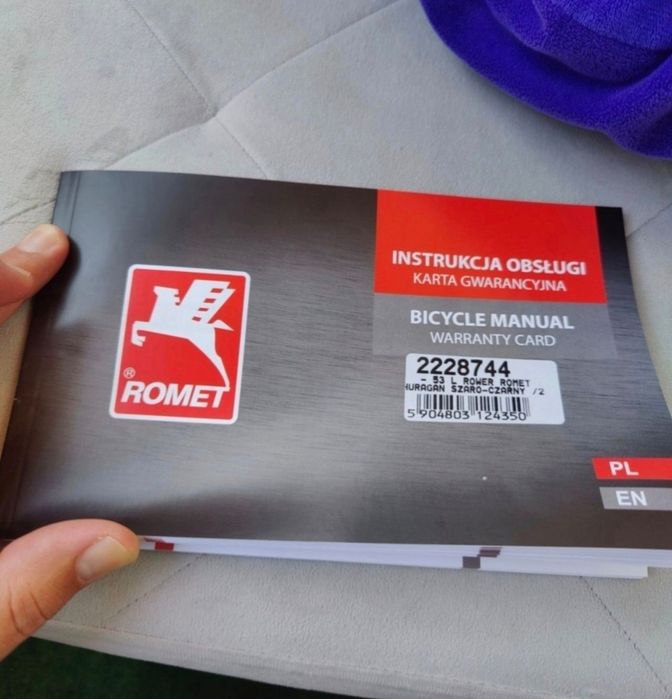 ® ROMET
INSTRUKCJA OBSŁUGI
KARTA GWARANCYJNA
BICYCLE MANUAL
WARRANTY CARD
2228744
- 53 L ROWER ROMET
HURAGAN SZARO-CZARNY /2
5 904803 124350
PL
EN